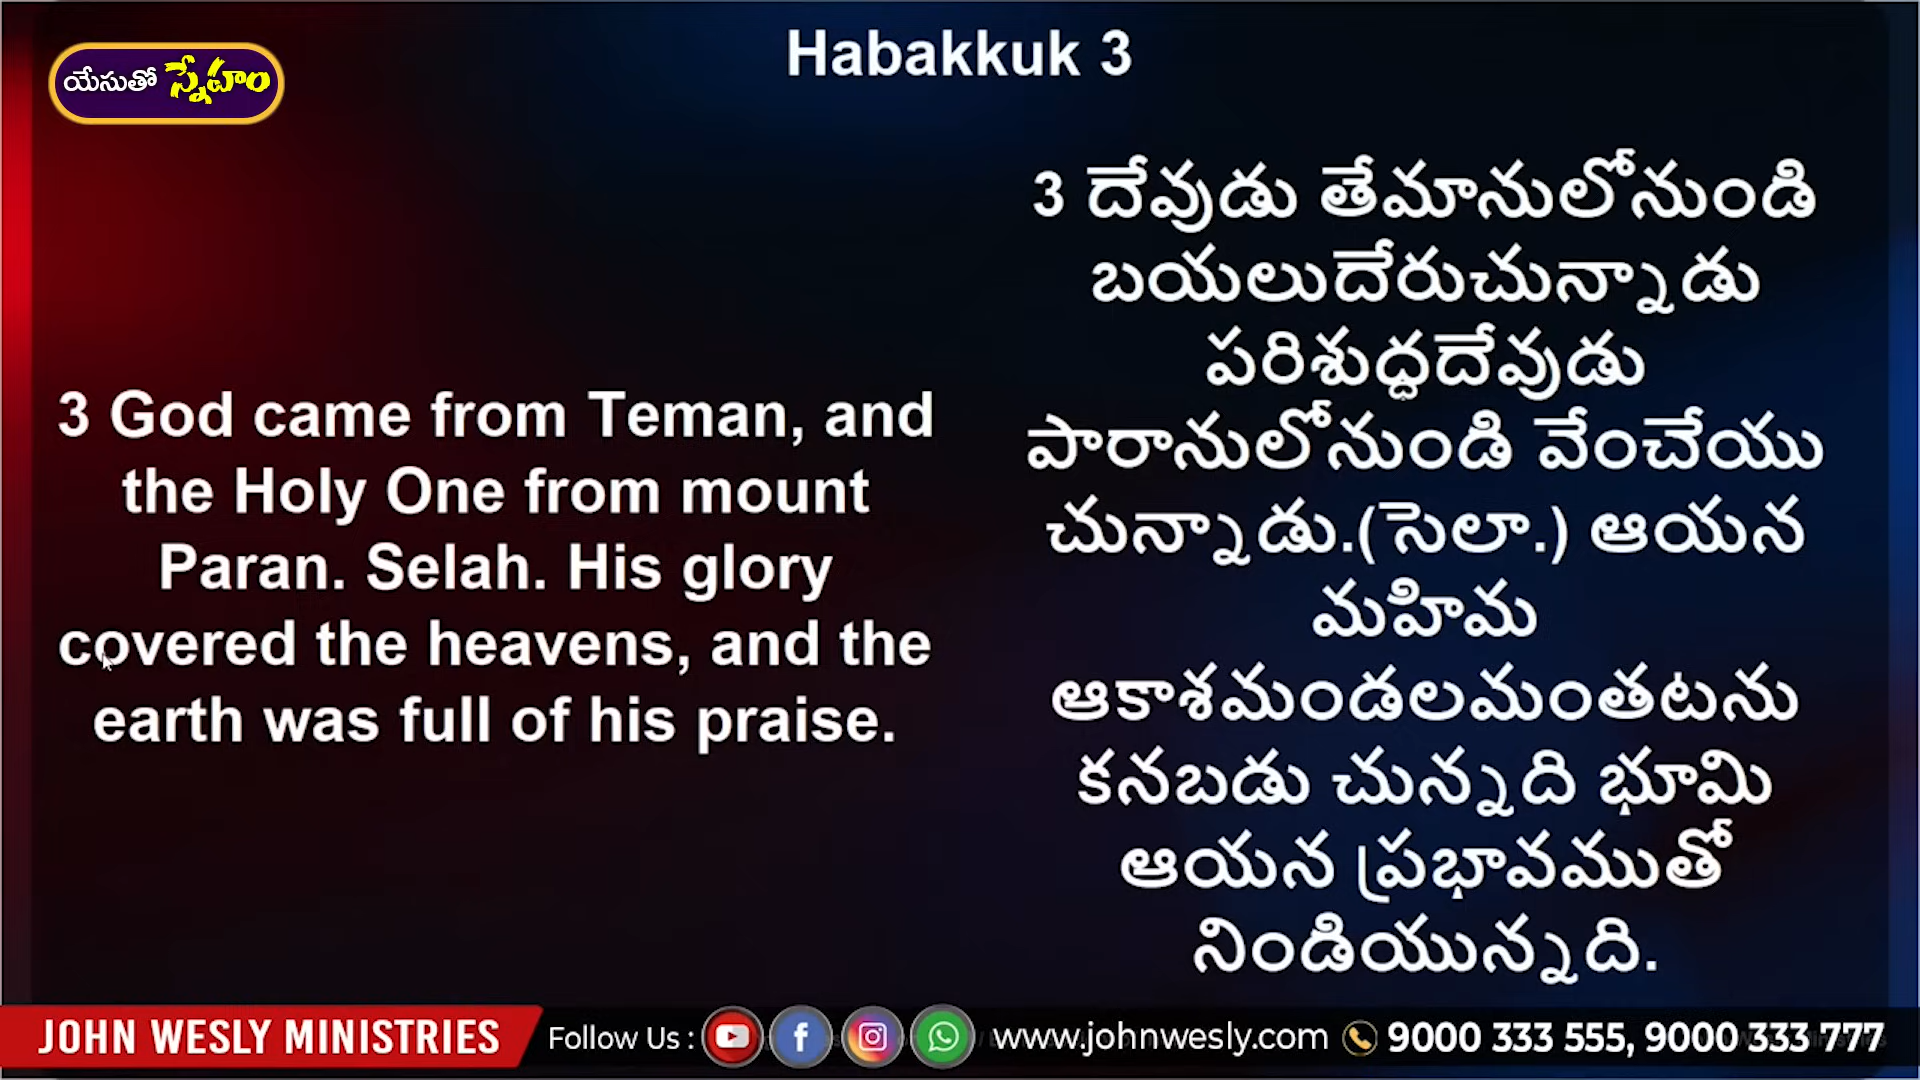 Habakkuk 3
యేసుతో స్నేహం
3 God came from Teman, and
the Holy One from mount
Paran. Selah. His glory
covered the heavens, and the
earth was full of his praise.
3 దేవుడు తేమానులోనుండి
బయలుదేరుచున్నాడు
పరిశుద్ధదేవుడు
పారానులోనుండి వేంచేయు
చున్నాడు.(సెలా.) ఆయన
మహిమ
ఆకాశమండలమంతటను
కనబడు చున్నది భూమి
ఆయన ప్రభావముతో
నిండియున్నది.
JOHN WESLY MINISTRIES
Follow Us : www.johnwesly.com 9000 333 555, 9000 333 777